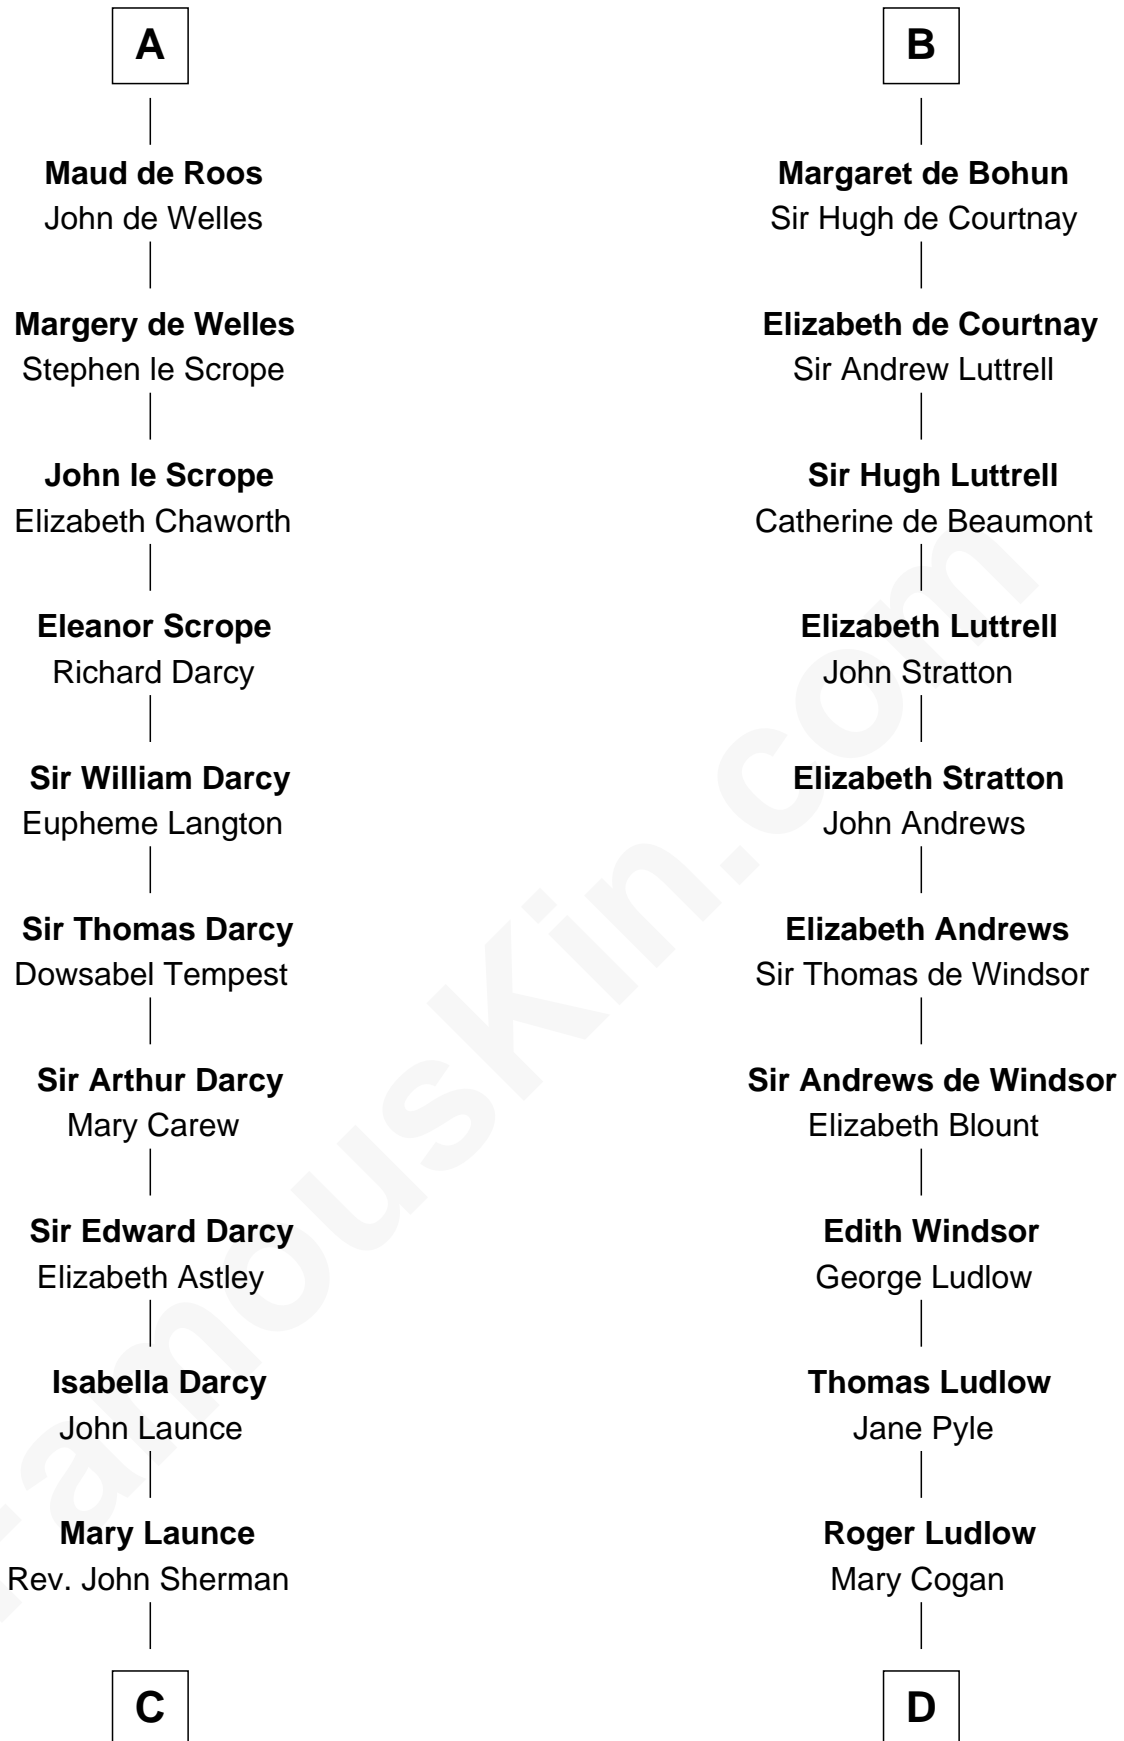 A
Maud de Roos
John de Welles
Margery de Welles
Stephen le Scrope
John le Scrope
Elizabeth Chaworth
Eleanor Scrope
Richard Darcy
Sir William Darcy
Eupheme Langton
Sir Thomas Darcy
Dowsabel Tempest
Sir Arthur Darcy
Mary Carew
Sir Edward Darcy
Elizabeth Astley
Isabella Darcy
John Launce
Mary Launce
Rev. John Sherman
C
B
Margaret de Bohun
Sir Hugh de Courtnay
Elizabeth de Courtnay
Sir Andrew Luttrell
Sir Hugh Luttrell
Catherine de Beaumont
Elizabeth Luttrell
John Stratton
Elizabeth Stratton
John Andrews
Elizabeth Andrews
Sir Thomas de Windsor
Sir Andrews de Windsor
Elizabeth Blount
Edith Windsor
George Ludlow
Thomas Ludlow
Jane Pyle
Roger Ludlow
Mary Cogan
D
FamousKin.com